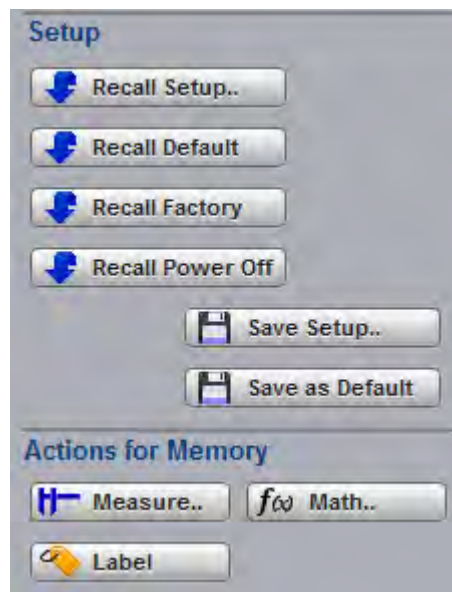 Setup
Recall Setup..
Recall Default
Recall Factory
Recall Power Off
Save Setup..
Save as Default
Actions for Memory
Measure..
f(ω) Math..
Label